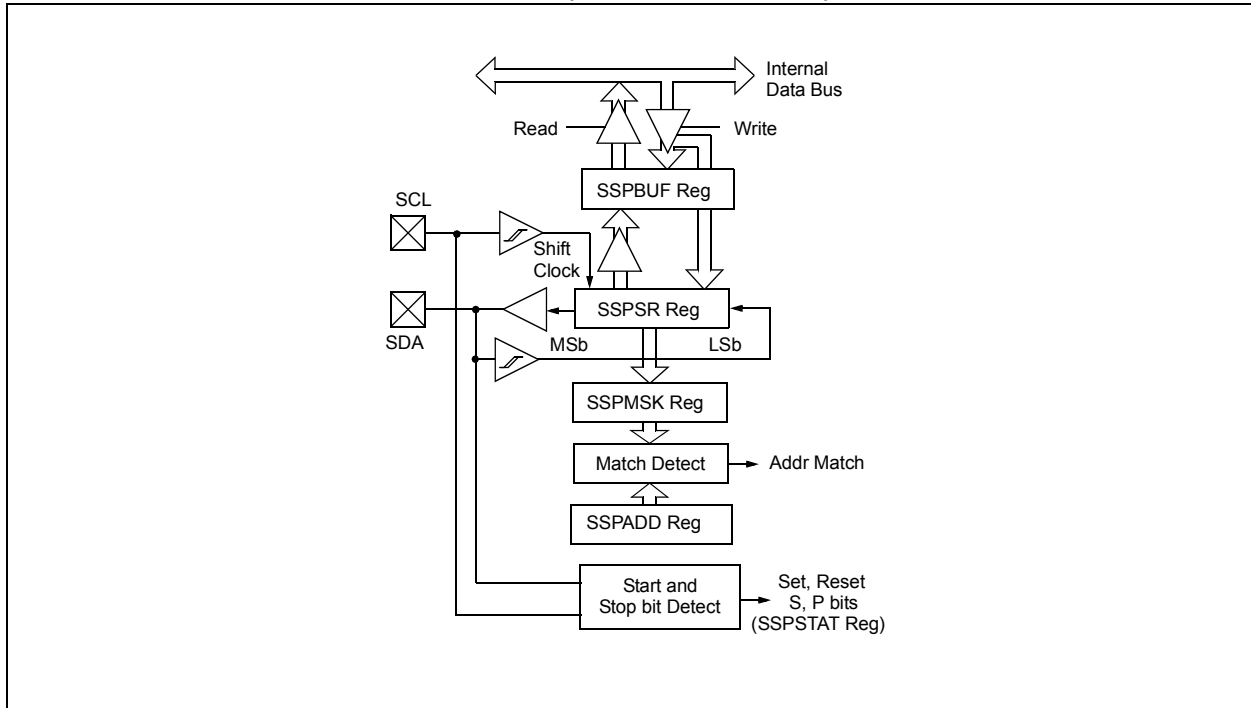 Internal
Data Bus
Read
Write
SSPBUF Reg
SCL
Shift
Clock
SSPSR Reg
SDA
MSb
LSb
SSPMSK Reg
Match Detect
Addr Match
SSPADD Reg
Start and
Stop bit Detect
Set, Reset
S, P bits
(SSPSTAT Reg)